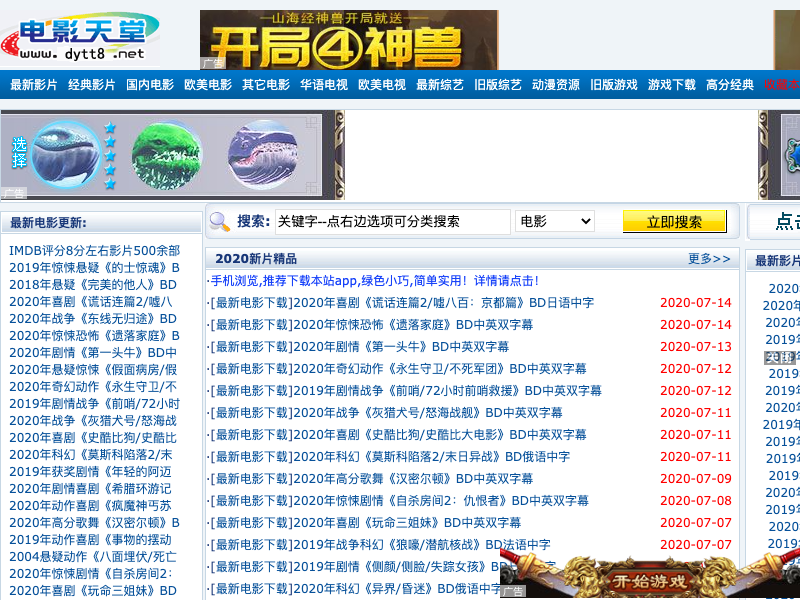 电影天堂
www.dytt8.net
山海经神兽开局就送
开局④神兽
广告
最新影片 经典影片 国内电影 欧美电影 其它电影 华语电视 欧美电视 最新综艺 旧版综艺 动漫资源 旧版游戏 游戏下载 高分经典
选择
广告
搜索: 关键字--点右边选项可分类搜索 电影 立即搜索
点击
最新电影更新:
IMDB评分8分左右影片500余部
2019年惊悚悬疑《的士惊魂》B
2018年悬疑《完美的他人》BD
2020年喜剧《谎话连篇2/嘘八
2020年战争《东线无归途》BD
2020年惊悚恐怖《遗落家庭》B
2020年剧情《第一头牛》BD中
2020年悬疑惊悚《假面病房/假
2020年奇幻动作《永生守卫/不
2019年剧情战争《前哨/72小时
2020年战争《灰猎犬号/怒海战
2020年喜剧《史酷比狗/史酷比
2020年科幻《莫斯科陷落2/末
2019年获奖剧情《年轻的阿迈
2020年剧情喜剧《希腊环游记
2020年动作喜剧《疯魔神丐苏
2020年高分歌舞《汉密尔顿》B
2019年动作喜剧《事物的摆动
2004悬疑动作《八面埋伏/死亡
2020年惊悚剧情《自杀房间2:
2020年喜剧《玩命三姐妹》BD
2020新片精品 更多>>
·手机浏览,推荐下载本站app,绿色小巧,简单实用！详情请点击！
·[最新电影下载]2020年喜剧《谎话连篇2/嘘八百：京都篇》BD日语中字 2020-07-14
·[最新电影下载]2020年惊悚恐怖《遗落家庭》BD中英双字幕 2020-07-14
·[最新电影下载]2020年剧情《第一头牛》BD中英双字幕 2020-07-13
·[最新电影下载]2020年奇幻动作《永生守卫/不死军团》BD中英双字幕 2020-07-12
·[最新电影下载]2019年剧情战争《前哨/72小时前哨救援》BD中英双字幕 2020-07-12
·[最新电影下载]2020年战争《灰猎犬号/怒海战舰》BD中英双字幕 2020-07-11
·[最新电影下载]2020年喜剧《史酷比狗/史酷比大电影》BD中英双字幕 2020-07-11
·[最新电影下载]2020年科幻《莫斯科陷落2/末日异战》BD俄语中字 2020-07-11
·[最新电影下载]2020年高分歌舞《汉密尔顿》BD中英双字幕 2020-07-09
·[最新电影下载]2020年惊悚剧情《自杀房间2：仇恨者》BD中英双字幕 2020-07-08
·[最新电影下载]2020年喜剧《玩命三姐妹》BD中英双字幕 2020-07-07
·[最新电影下载]2019年战争科幻《狼嚎/潜航核战》BD法语中字 2020-07-07
·[最新电影下载]2019年剧情《侧颜/侧脸/失踪女孩》BD
·[最新电影下载]2020年科幻《异界/昏迷》BD俄语中字
最新影片
2020
2020年
2020
2019
关闭
2019
2019年
2020
2019年
2019年
2019年
2019
2020年
2019年
2020
2019
开始游戏
广告